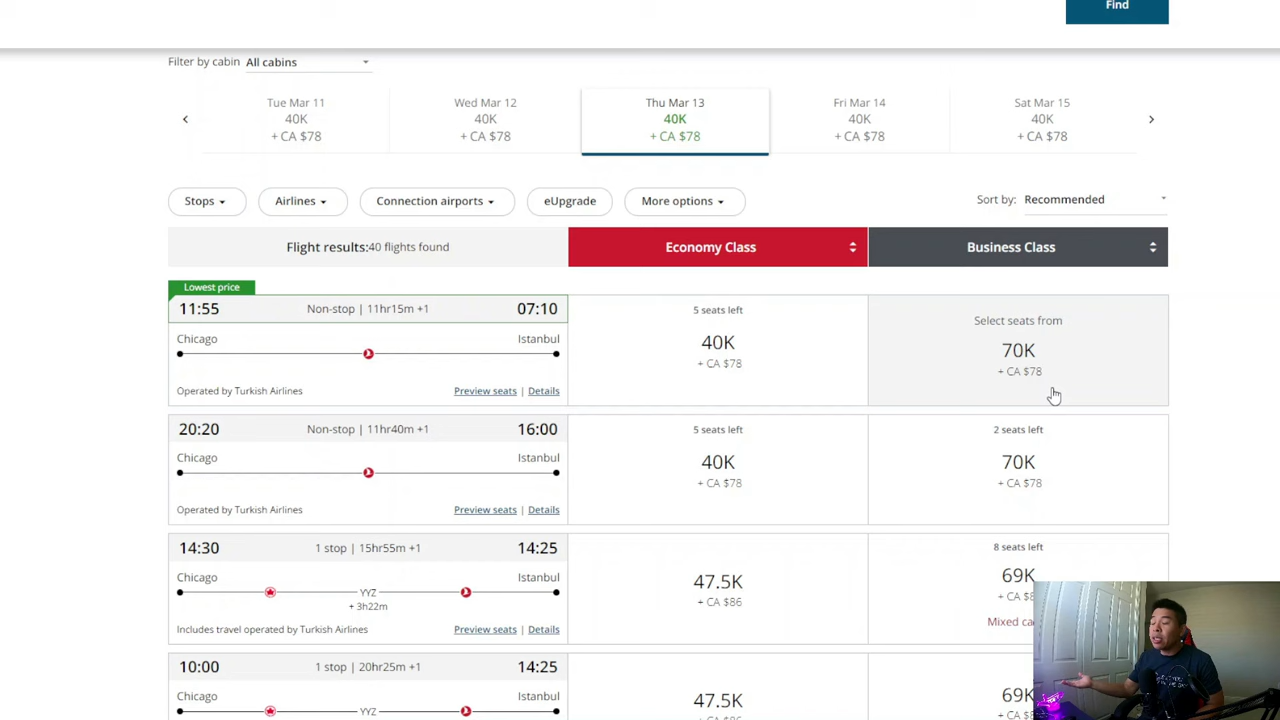 Find
Filter by cabin All cabins
Tue Mar 11
40K
+ CA $78
Wed Mar 12
40K
+ CA $78
Thu Mar 13
40K
+ CA $78
Fri Mar 14
40K
+ CA $78
Sat Mar 15
40K
+ CA $78
Stops
Airlines
Connection airports
eUpgrade
More options
Sort by: Recommended
Flight results:40 flights found
Economy Class
Business Class
Lowest price
11:55 Non-stop | 11hr15m +1 07:10
Chicago Istanbul
Operated by Turkish Airlines Preview seats | Details
5 seats left
40K
+ CA $78
Select seats from
70K
+ CA $78
20:20 Non-stop | 11hr40m +1 16:00
Chicago Istanbul
Operated by Turkish Airlines Preview seats | Details
5 seats left
40K
+ CA $78
2 seats left
70K
+ CA $78
14:30 1 stop | 15hr55m +1 14:25
Chicago Istanbul
YYZ
+ 3h22m
Includes travel operated by Turkish Airlines Preview seats | Details
47.5K
+ CA $86
8 seats left
69K
+ CA
Mixed
10:00 1 stop | 20hr25m +1 14:25
Chicago Istanbul
YYZ
47.5K
69K